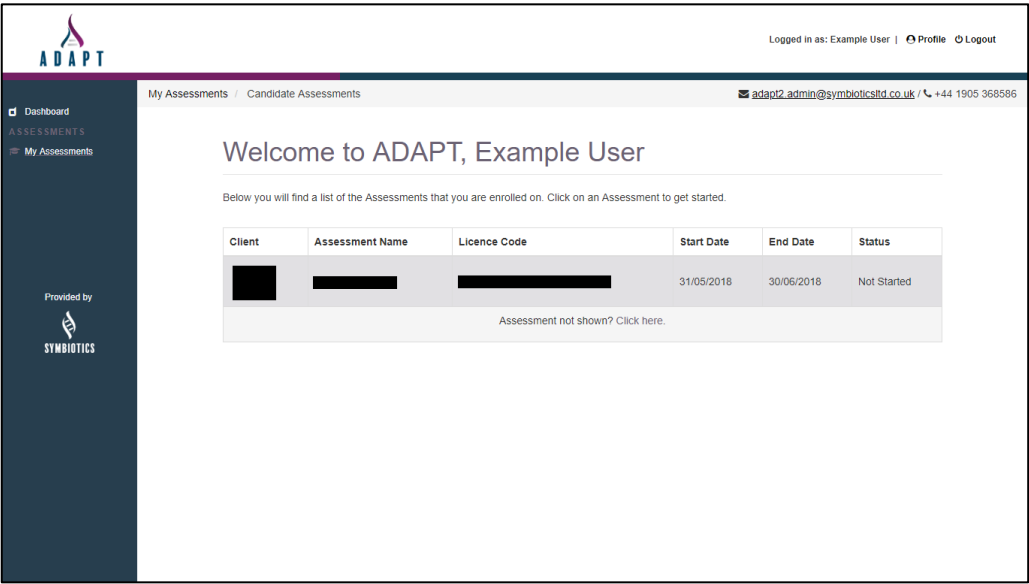 ADAPT
Logged in as: Example User | Profile Logout
My Assessments / Candidate Assessments
adapt2.admin@symbioticsltd.co.uk / +44 1905 368586
Dashboard
ASSESSMENTS
My Assessments
Provided by
SYMBIOTICS
Welcome to ADAPT, Example User
Below you will find a list of the Assessments that you are enrolled on. Click on an Assessment to get started.
Client Assessment Name Licence Code Start Date End Date Status
31/05/2018 30/06/2018 Not Started
Assessment not shown? Click here.